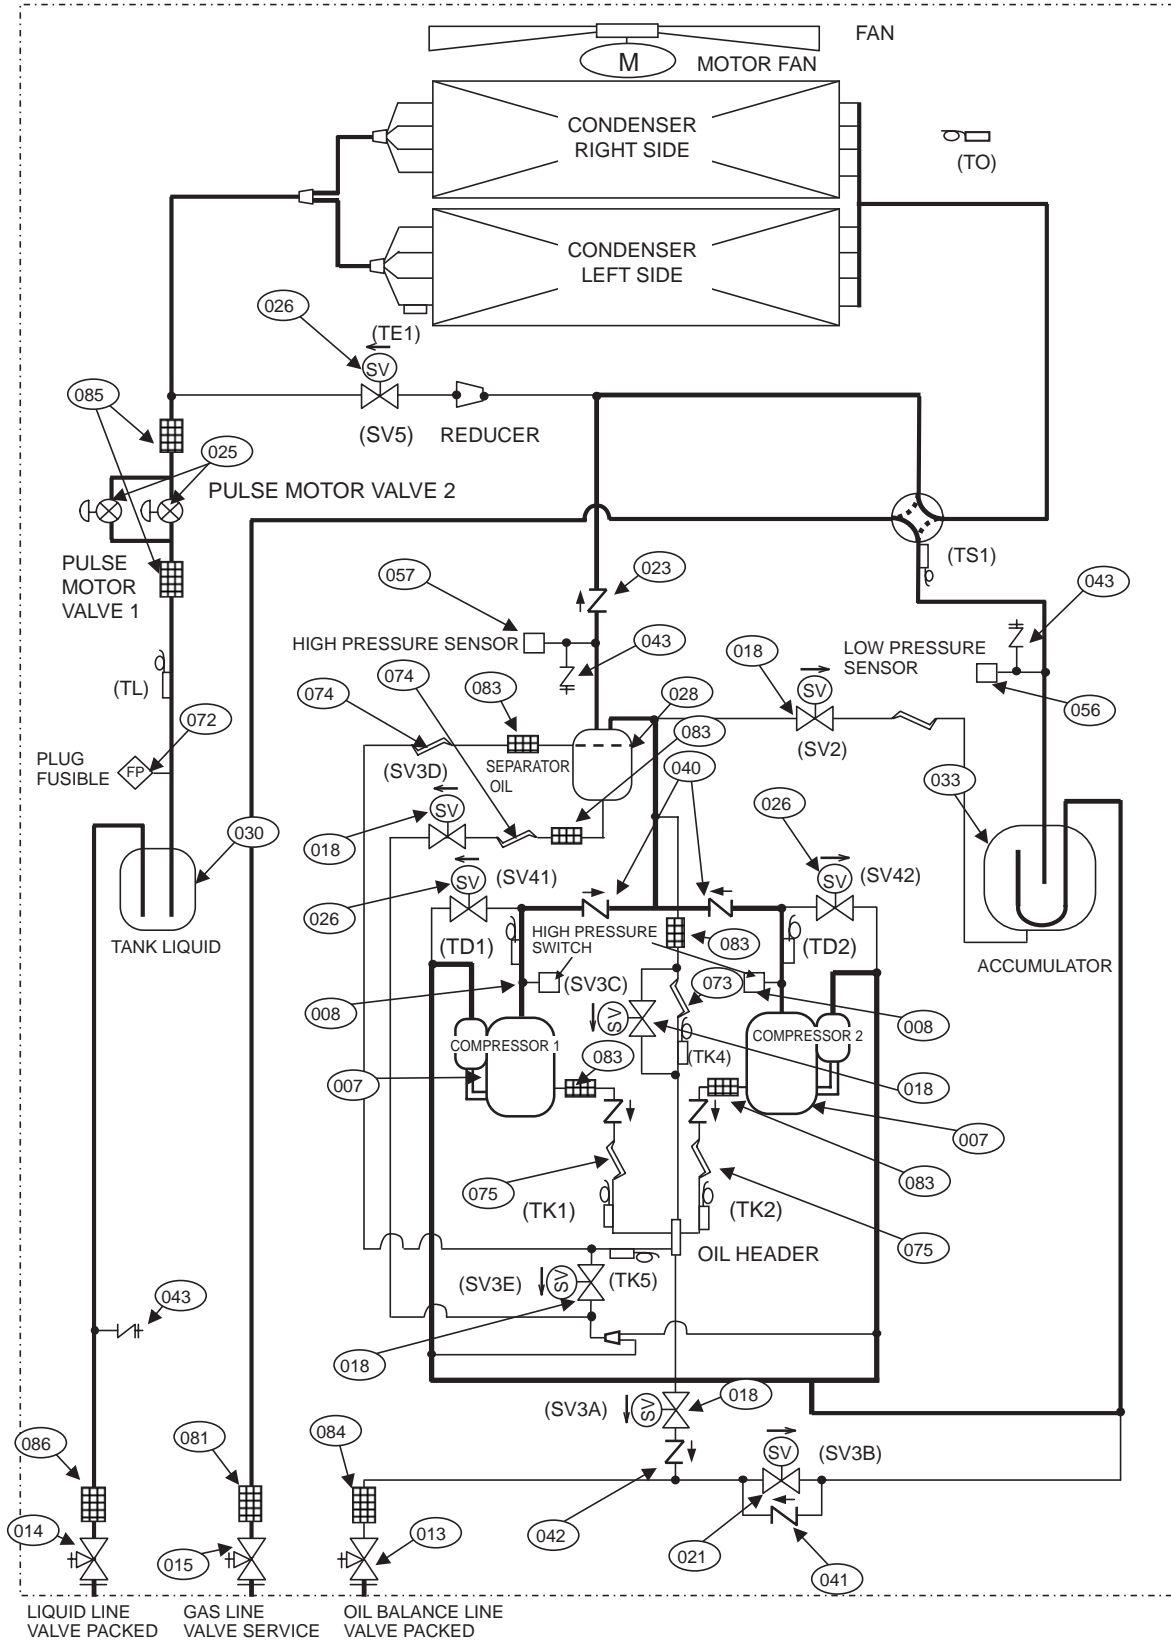 FAN
M
MOTOR FAN
CONDENSER
RIGHT SIDE
(TO)
CONDENSER
LEFT SIDE
026
(TE1)
SV
085
(SV5)
REDUCER
025
PULSE MOTOR VALVE 2
PULSE
MOTOR
VALVE 1
(TS1)
057
023
043
HIGH PRESSURE SENSOR
043
018
LOW PRESSURE
SENSOR
(TL)
074
074
083
028
SV
056
072
083
(SV2)
PLUG
FUSIBLE
FP
(SV3D)
SEPARATOR
OIL
040
033
SV
026
018
030
SV
(SV41)
SV
(SV42)
026
TANK LIQUID
(TD1)
HIGH PRESSURE
SWITCH
083
(TD2)
ACCUMULATOR
(SV3C)
073
008
SV
008
COMPRESSOR 1
083
(TK4)
COMPRESSOR 2
007
018
007
075
083
(TK1)
(TK2)
OIL HEADER
075
(SV3E)
SV
(TK5)
043
018
(SV3A)
SV
018
086
081
084
SV
(SV3B)
014
015
013
042
021
041
LIQUID LINE
VALVE PACKED
GAS LINE
VALVE SERVICE
OIL BALANCE LINE
VALVE PACKED